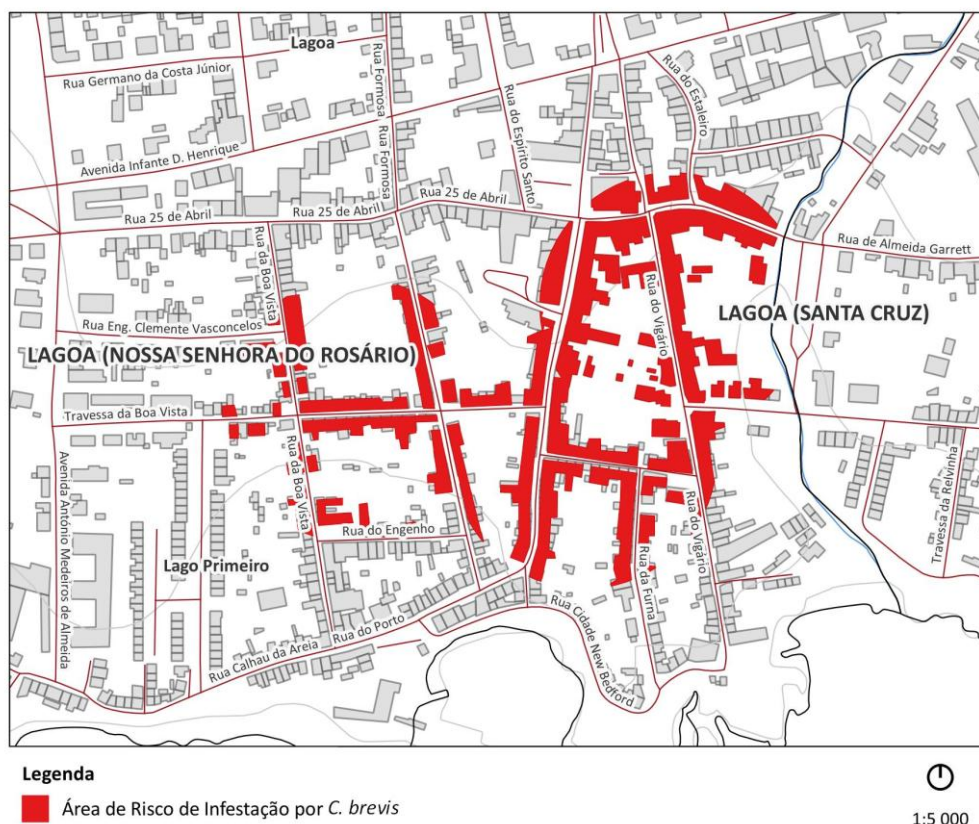 Lagoa
Rua Germano da Costa Júnior
Rua Formosa
Rua do Estaleiro
Avenida Infante D. Henrique
Rua Formosa
Rua do Espírito Santo
Rua 25 de Abril
Rua 25 de Abril
Rua 25 de Abril
Rua de Almeida Garrett
Rua da Boa Vista
Rua do Vigário
LAGOA (SANTA CRUZ)
Rua Eng. Clemente Vasconcelos
LAGOA (NOSSA SENHORA DO ROSÁRIO)
Travessa da Boa Vista
Avenida António Medeiros de Almeida
Rua da Boa Vista
Rua do Engenho
Rua do Vigário
Travessa da Relvinha
Lago Primeiro
Rua da Furna
Rua do Porto
Rua Calhau da Areia
Rua Cidade New Bedford
Legenda
Área de Risco de Infestação por C. brevis
1:5 000